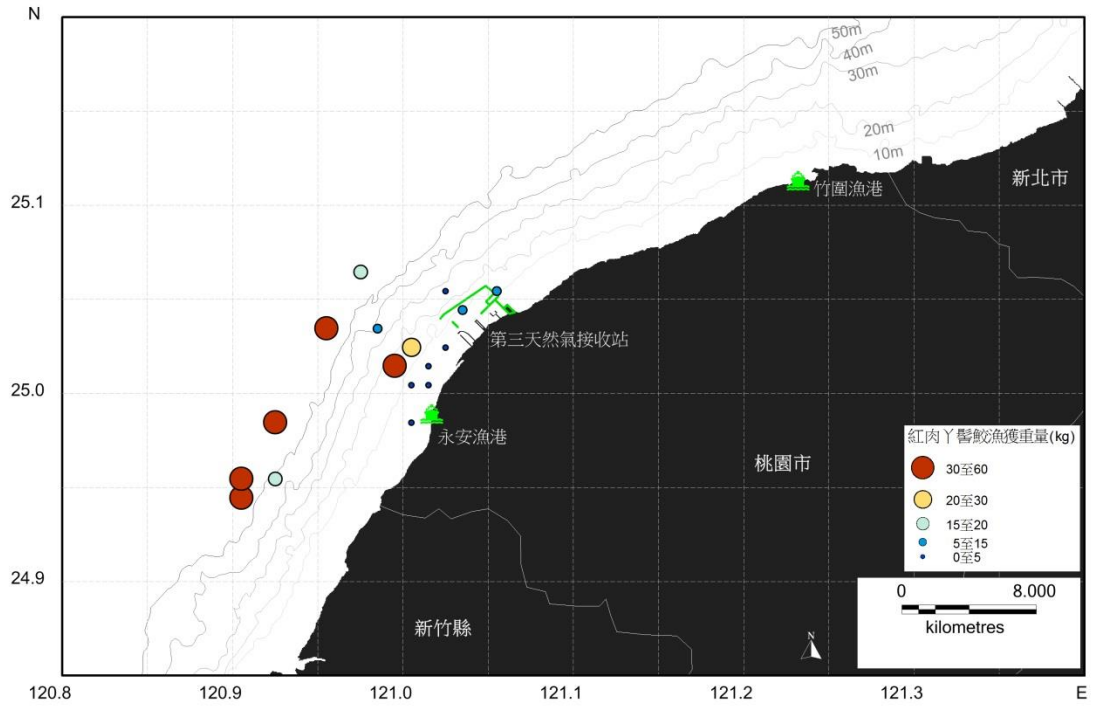 N
50m
40m
30m
20m
10m
新北市
竹圍漁港
25.1
第三天然氣接收站
25.0
永安漁港
桃園市
紅肉丫髻鮫漁獲重量(kg)
30至60
20至30
15至20
5至15
0至5
24.9
新竹縣
0 8.000
kilometres
N
120.8 120.9 121.0 121.1 121.2 121.3 E